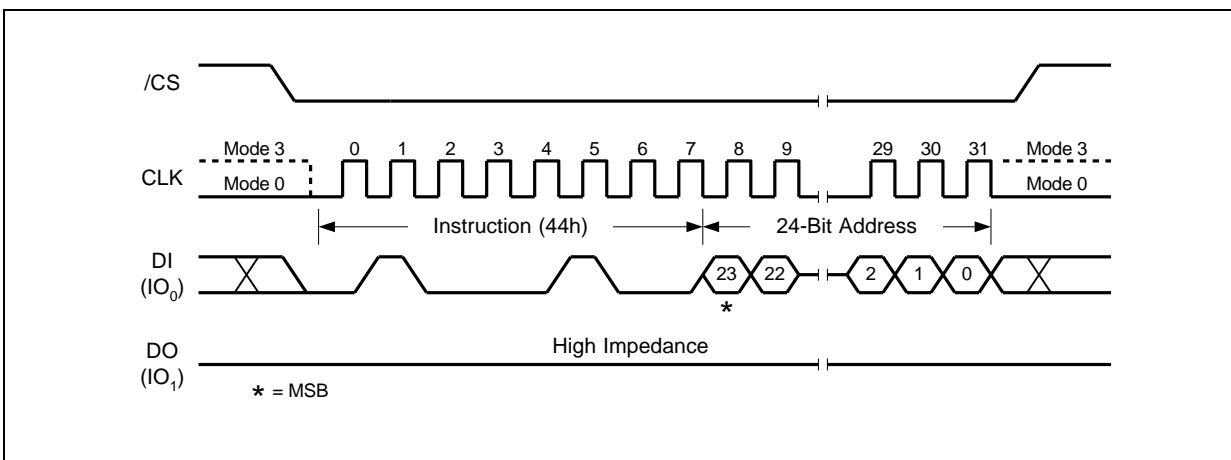 /CS
CLK
Mode 3
Mode 0
0 1 2 3 4 5 6 7 8 9 29 30 31
Mode 3
Mode 0
Instruction (44h)
24-Bit Address
DI
(IO0)
23 22 2 1 0
*
DO
(IO1)
High Impedance
* = MSB